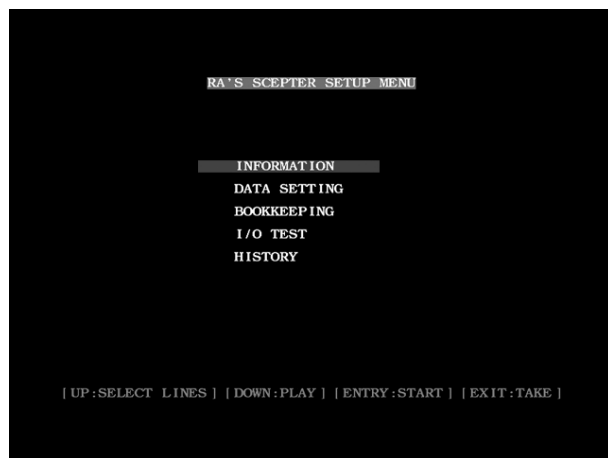 RA'S SCEPTER SETUP MENU
INFORMATION
DATA SETTING
BOOKKEEPING
I/O TEST
HISTORY
[UP:SELECT LINES] [DOWN:PLAY] [ENTRY:START] [EXIT:TAKE]